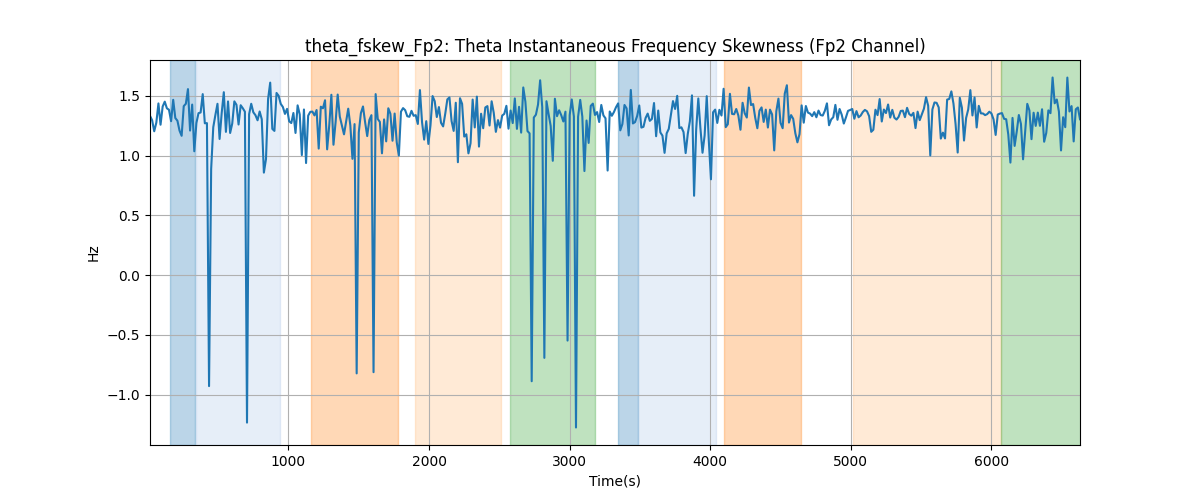 theta_fskew_Fp2: Theta Instantaneous Frequency Skewness (Fp2 Channel)
1.5
1.0
0.5
0.0
−0.5
−1.0
Hz
1000 2000 3000 4000 5000 6000
Time(s)